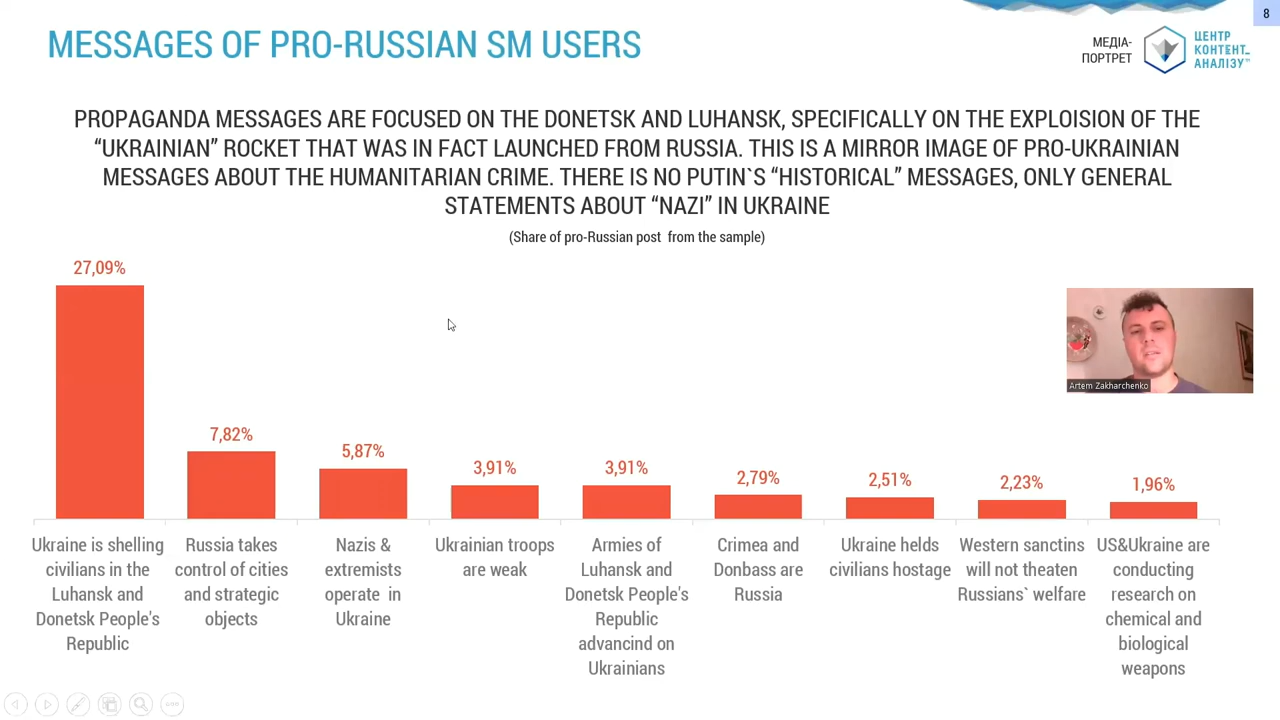 8
MESSAGES OF PRO-RUSSIAN SM USERS
МЕДІА-
ПОРТРЕТ
ЦЕНТР
КОНТЕНТ_
АНАЛІЗУ™
PROPAGANDA MESSAGES ARE FOCUSED ON THE DONETSK AND LUHANSK, SPECIFICALLY ON THE EXPLOISION OF THE
“UKRAINIAN” ROCKET THAT WAS IN FACT LAUNCHED FROM RUSSIA. THIS IS A MIRROR IMAGE OF PRO-UKRAINIAN
MESSAGES ABOUT THE HUMANITARIAN CRIME. THERE IS NO PUTIN`S “HISTORICAL” MESSAGES, ONLY GENERAL
STATEMENTS ABOUT “NAZI” IN UKRAINE
(Share of pro-Russian post from the sample)
27,09%
7,82%
5,87%
3,91%
3,91%
2,79%
2,51%
2,23%
1,96%
Artem Zakharchenko
Ukraine is shelling
civilians in the
Luhansk and
Donetsk People's
Republic
Russia takes
control of cities
and strategic
objects
Nazis &
extremists
operate in
Ukraine
Ukrainian troops
are weak
Armies of
Luhansk and
Donetsk People's
Republic
advancind on
Ukrainians
Crimea and
Donbass are
Russia
Ukraine helds
civilians hostage
Western sanctins
will not theaten
Russians` welfare
US&Ukraine are
conducting
research on
chemical and
biological
weapons